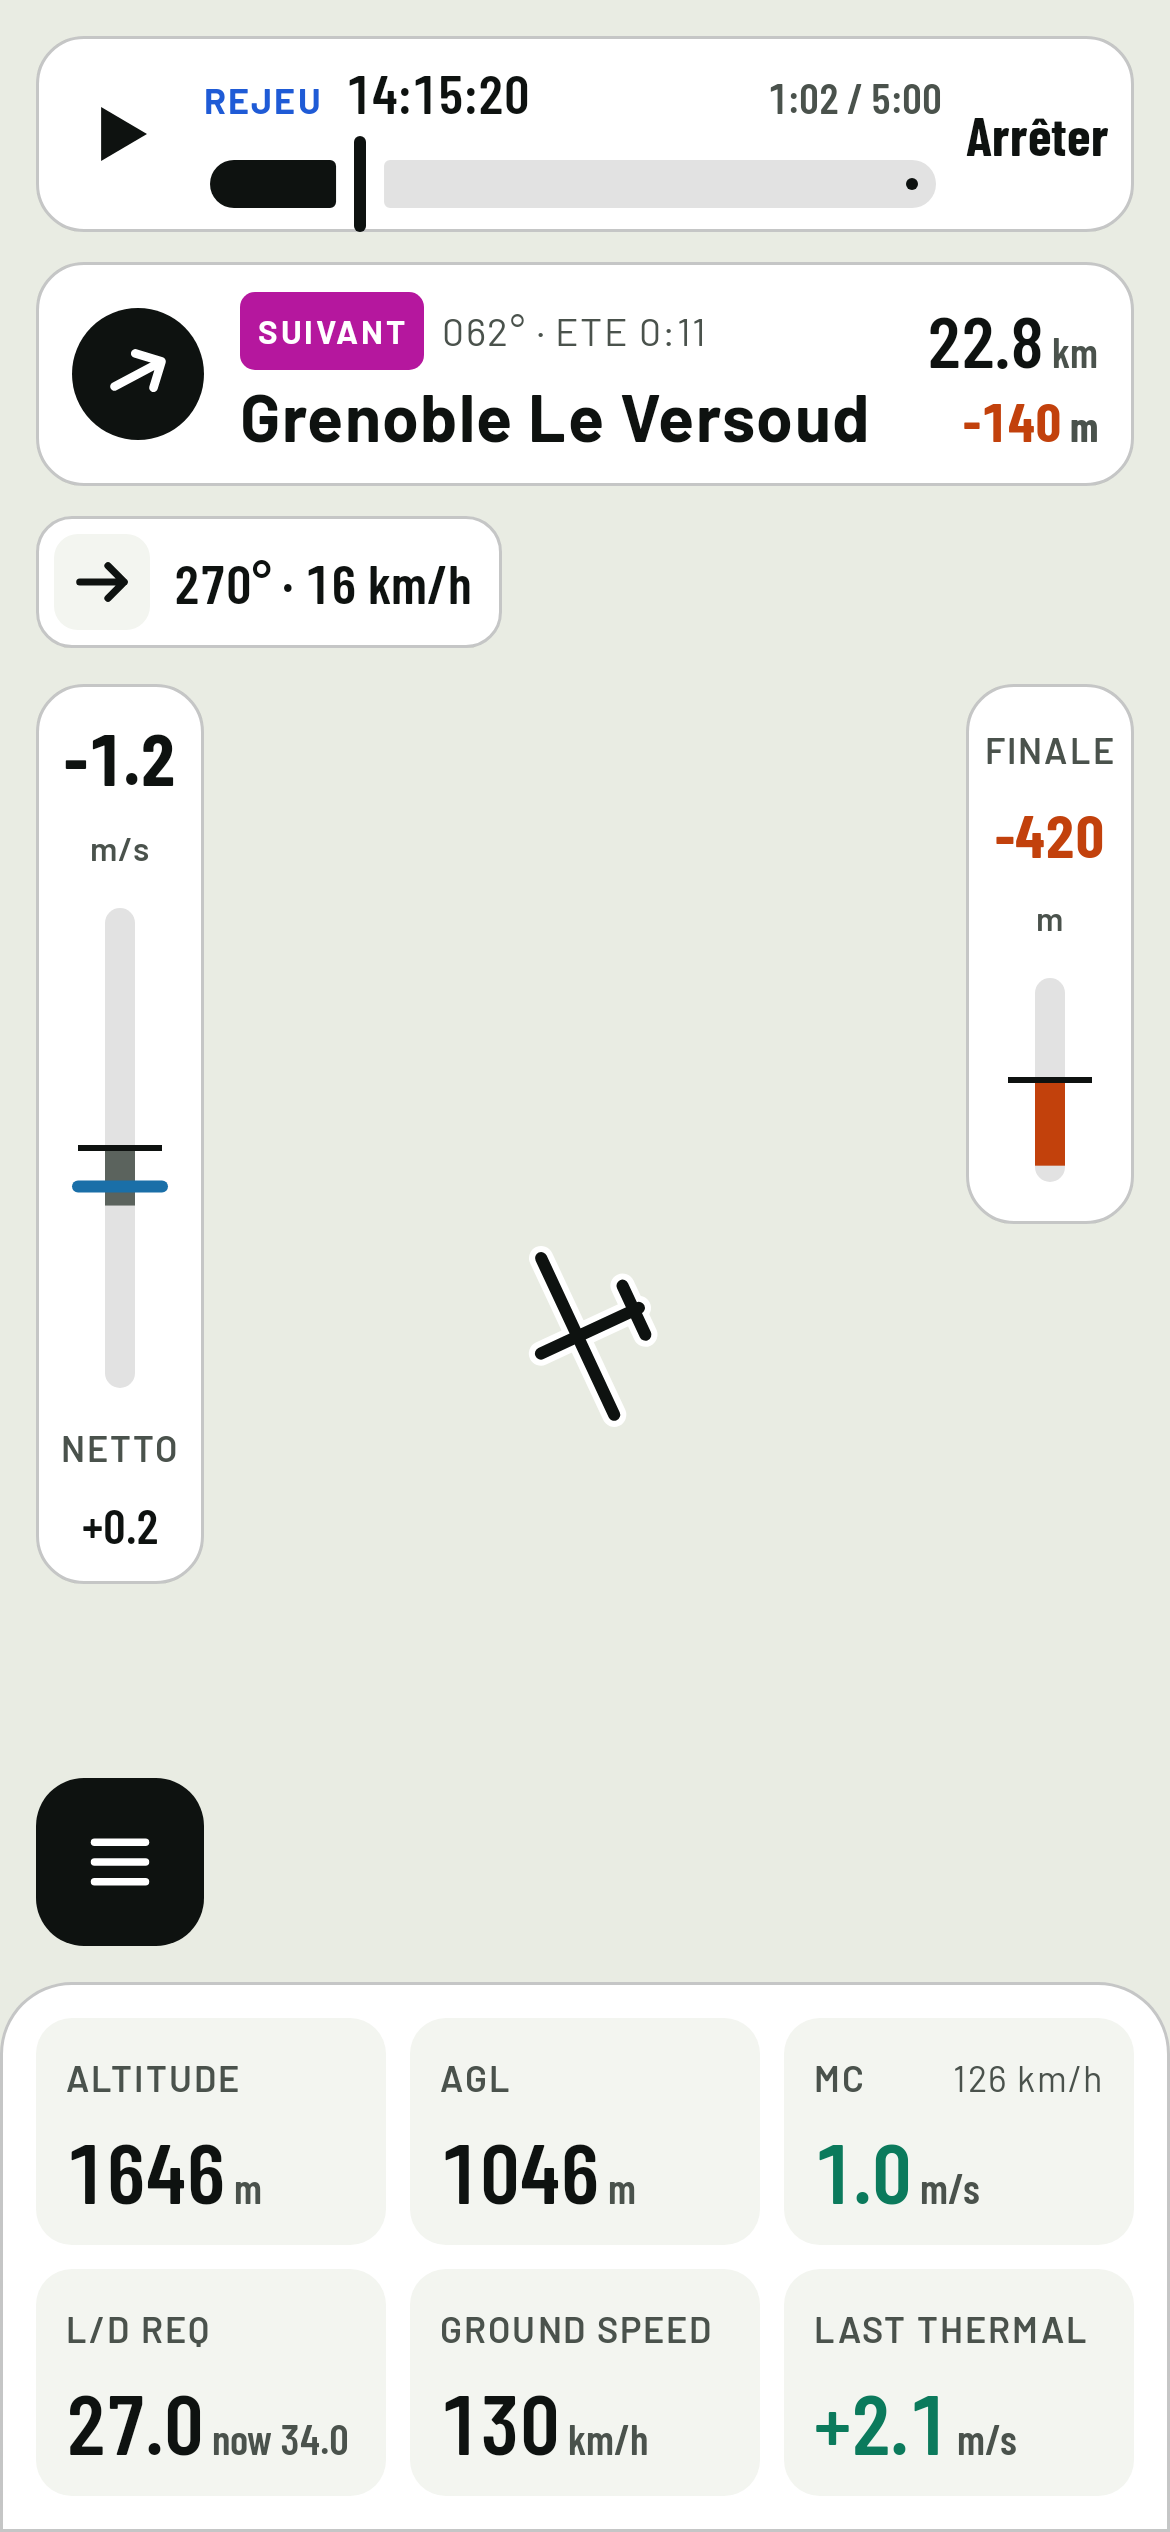 REJEU 14:15:20 1:02 / 5:00
Arrêter
SUIVANT 062° · ETE 0:11
22.8 km
Grenoble Le Versoud
-140 m
270° · 16 km/h
-1.2
m/s
NETTO
+0.2
FINALE
-420
m
ALTITUDE
1646 m
AGL
1046 m
MC 126 km/h
1.0 m/s
L/D REQ
27.0 now 34.0
GROUND SPEED
130 km/h
LAST THERMAL
+2.1 m/s